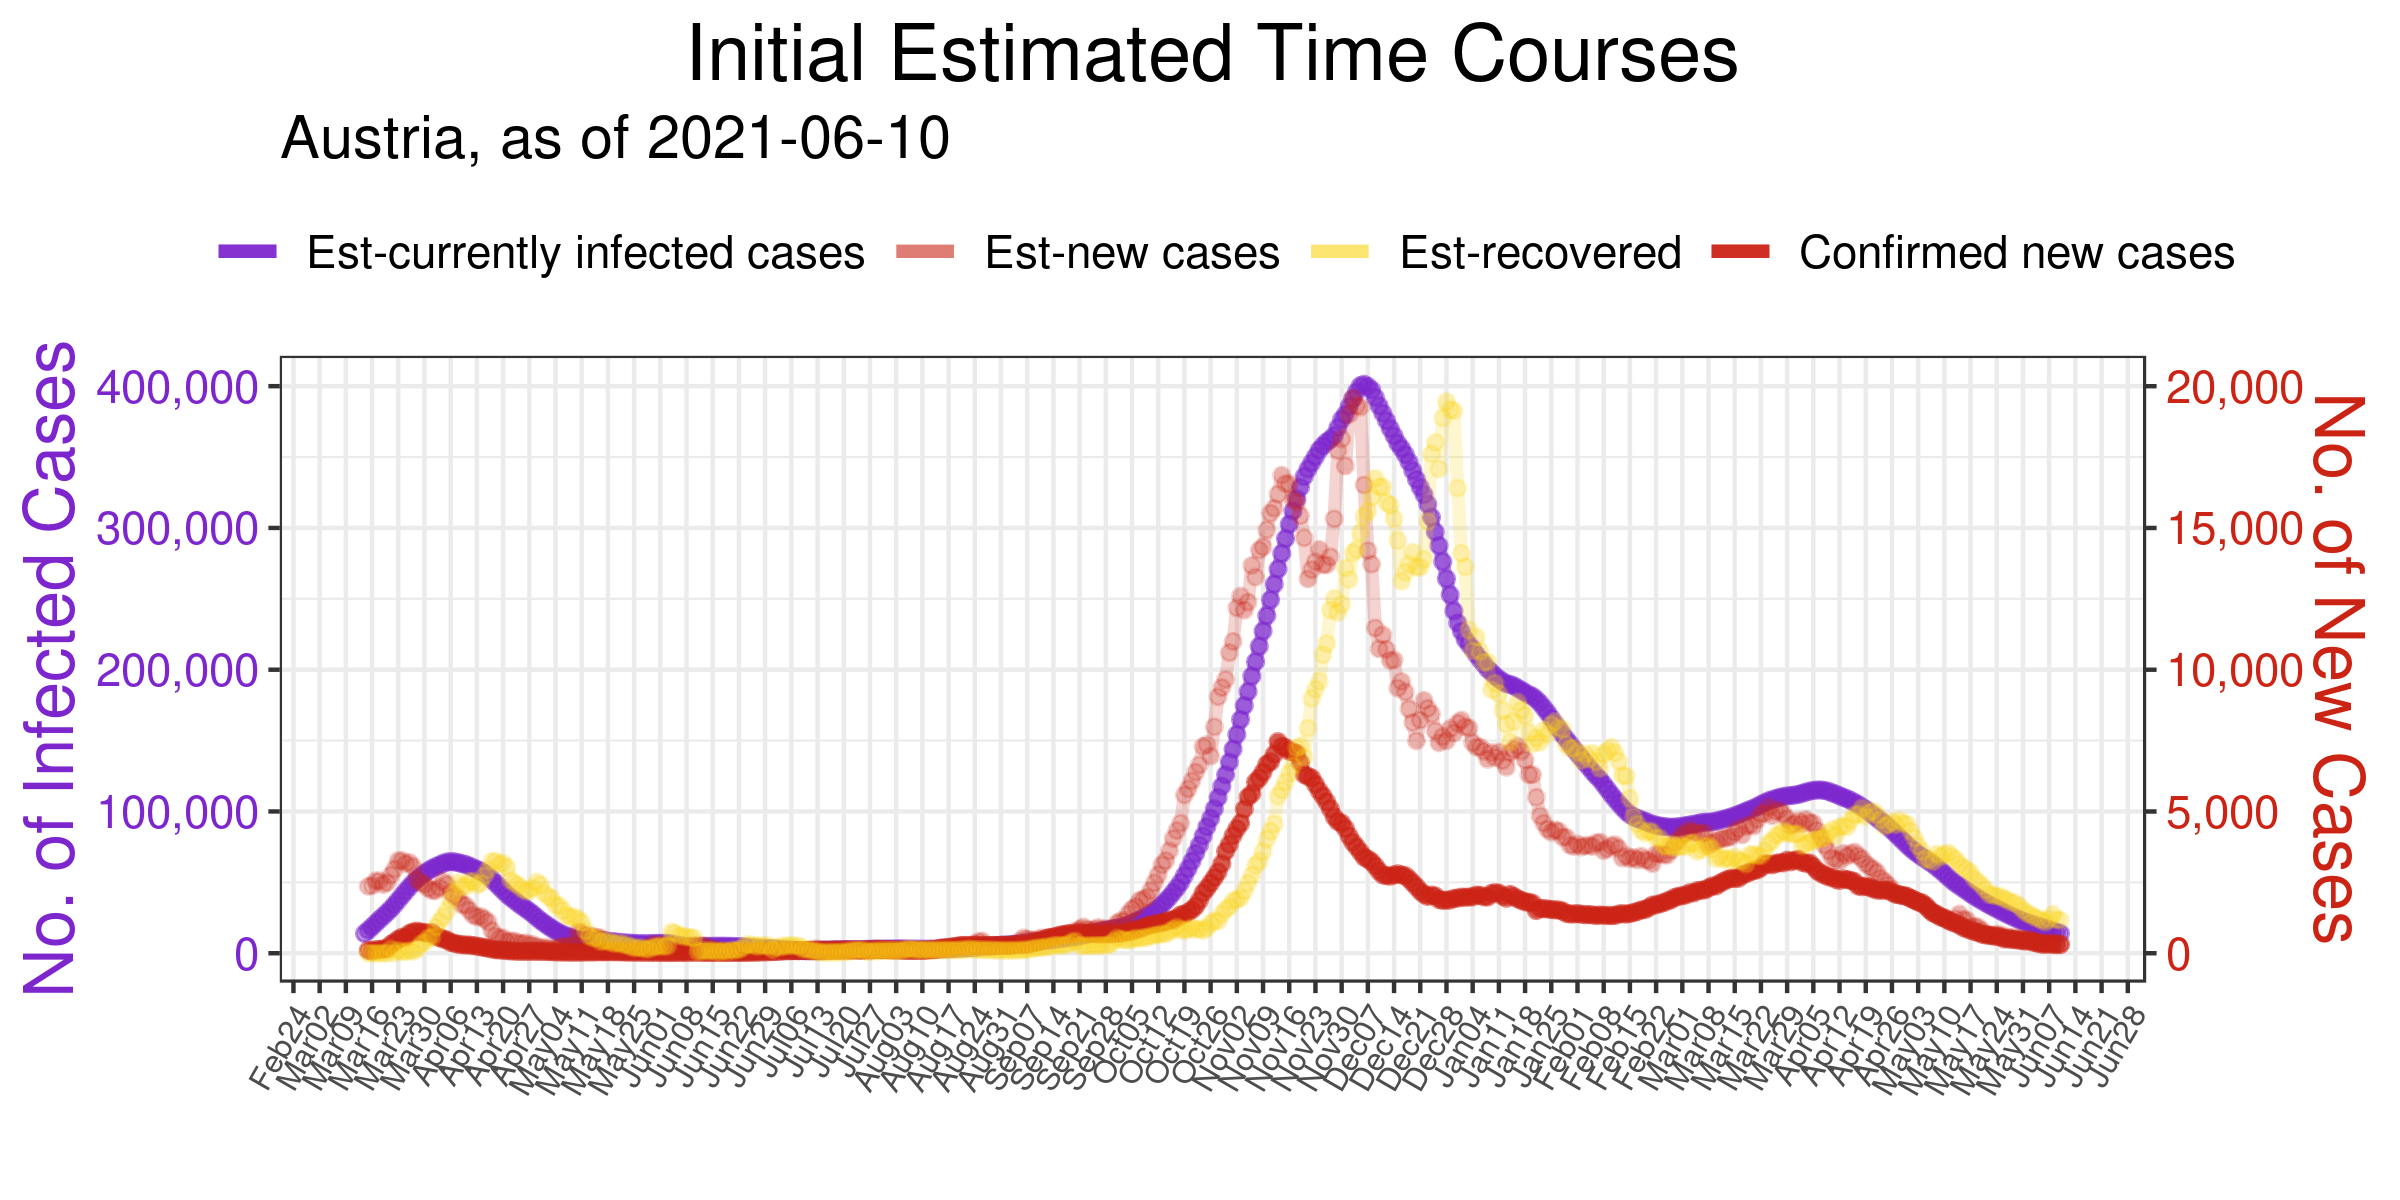 Initial Estimated Time Courses
Austria, as of 2021-06-10
Est-currently infected cases Est-new cases Est-recovered Confirmed new cases
No. of Infected Cases
400,000
300,000
200,000
100,000
0
20,000
15,000
10,000
5,000
0
No. of New Cases
Feb24 Mar02 Mar09 Mar16 Mar23 Mar30 Apr06 Apr13 Apr20 Apr27 May04 May11 May18 May25 Jun01 Jun08 Jun15 Jun22 Jun29 Jul06 Jul13 Jul20 Jul27 Aug03 Aug10 Aug17 Aug24 Aug31 Sep07 Sep14 Sep21 Sep28 Oct05 Oct12 Oct19 Oct26 Nov02 Nov09 Nov16 Nov23 Nov30 Dec07 Dec14 Dec21 Dec28 Jan04 Jan11 Jan18 Jan25 Feb01 Feb08 Feb15 Feb22 Mar01 Mar08 Mar15 Mar22 Mar29 Apr05 Apr12 Apr19 Apr26 May03 May10 May17 May24 May31 Jun07 Jun14 Jun21 Jun28